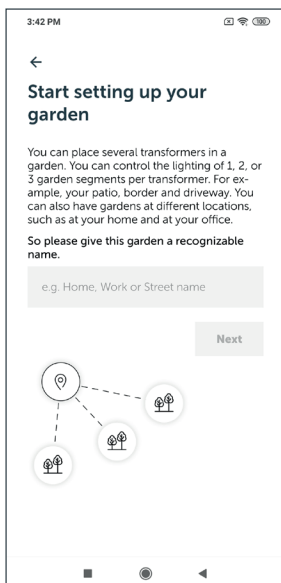 3:42 PM
100
Start setting up your
garden
You can place several transformers in a
garden. You can control the lighting of 1, 2, or
3 garden segments per transformer. For ex-
ample, your patio, border and driveway. You
can also have gardens at different locations,
such as at your home and at your office.
So please give this garden a recognizable
name.
e.g. Home, Work or Street name
Next